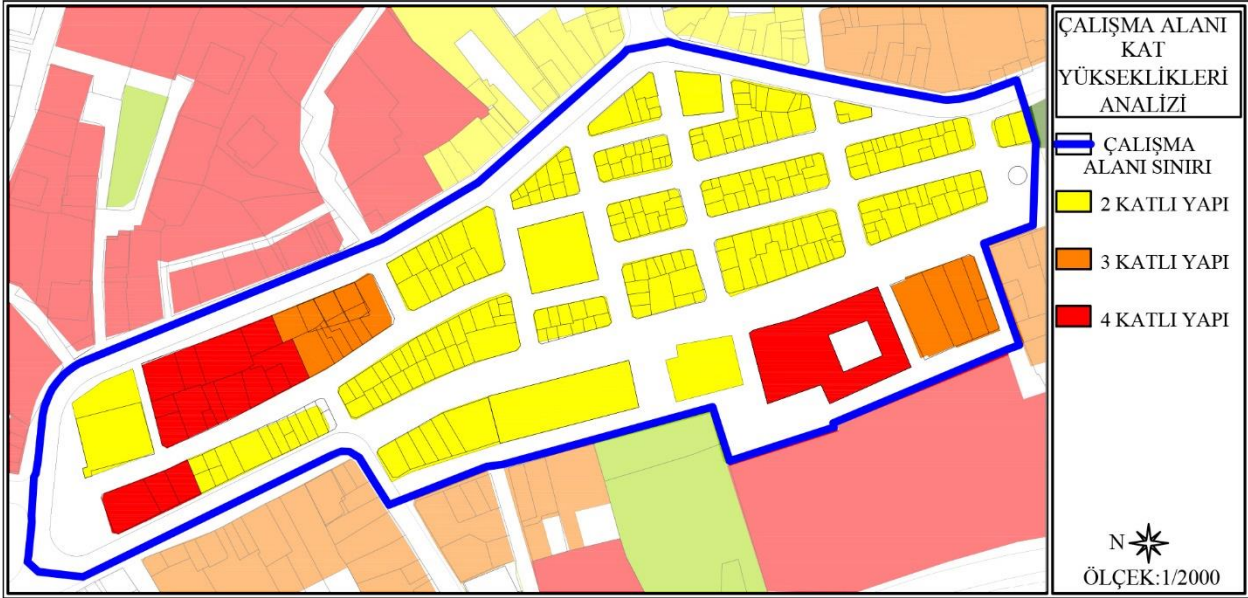 ÇALIŞMA ALANI
KAT
YÜKSEKLİKLERİ
ANALİZİ
ÇALIŞMA
ALANI SINIRI
2 KATLI YAPI
3 KATLI YAPI
4 KATLI YAPI
N
ÖLÇEK:1/2000